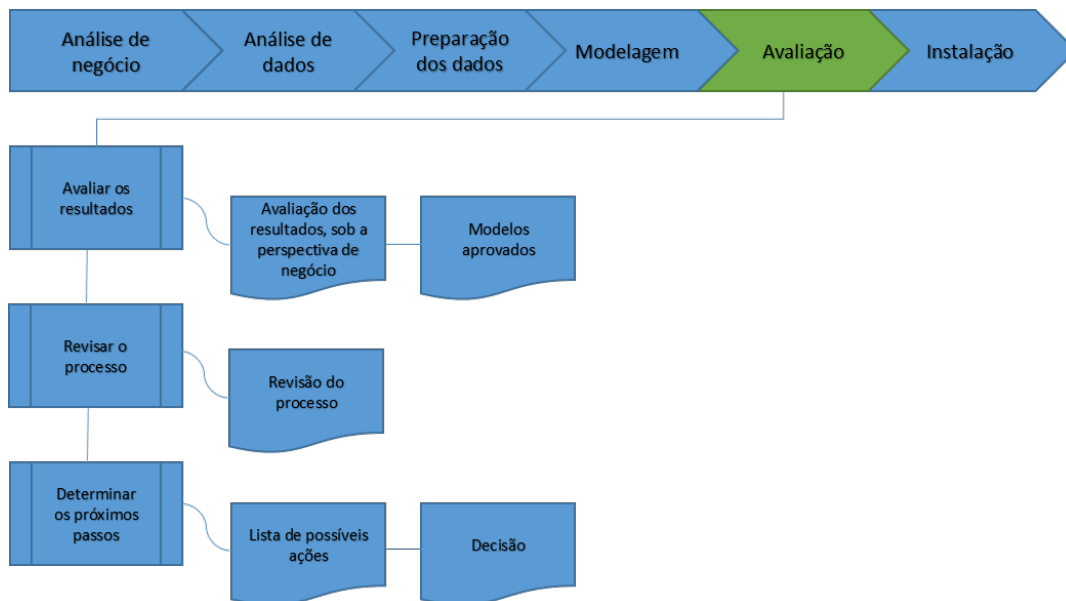 Análise de
negócio
Análise de
dados
Preparação
dos dados
Modelagem
Avaliação
Instalação
Avaliar os
resultados
Avaliação dos
resultados, sob a
perspectiva de
negócio
Modelos
aprovados
Revisar o
processo
Revisão do
processo
Determinar
os próximos
passos
Lista de possíveis
ações
Decisão